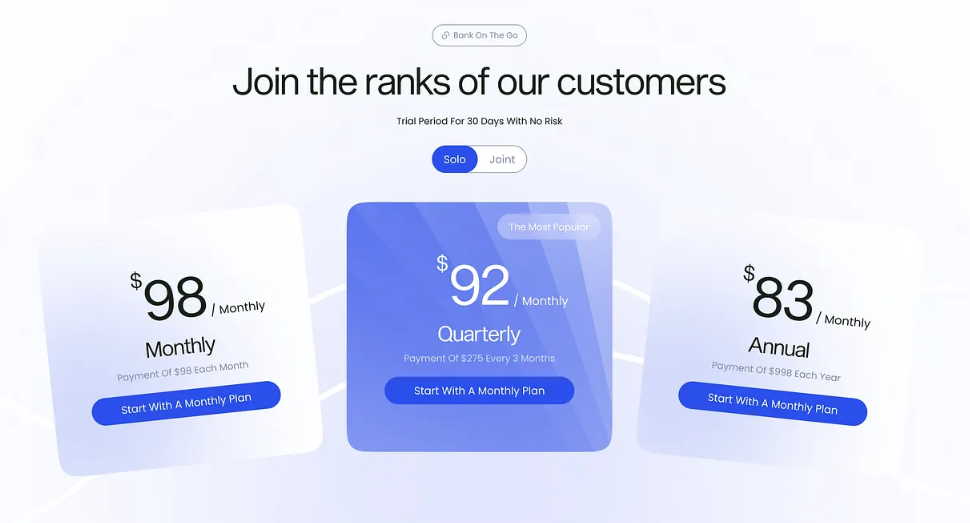 Bank On The Go
Join the ranks of our customers
Trial Period For 30 Days With No Risk
Solo Joint
$98 / Monthly
Monthly
Payment Of $98 Each Month
Start With A Monthly Plan
The Most Popular
$92 / Monthly
Quarterly
Payment Of $275 Every 3 Months
Start With A Monthly Plan
$83 / Monthly
Annual
Payment Of $998 Each Year
Start With A Monthly Plan